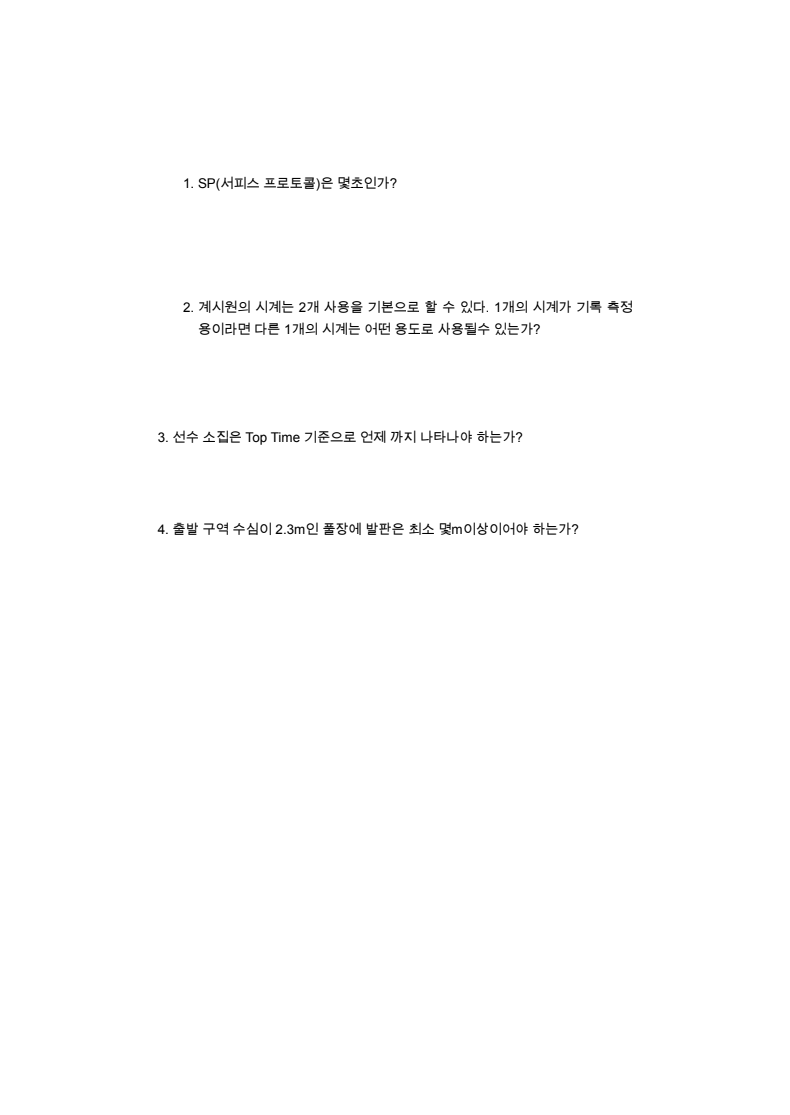 1. SP(서피스 프로토콜)은 몇초인가?
2. 계시원의 시계는 2개 사용을 기본으로 할 수 있다. 1개의 시계가 기록 측정
용이라면 다른 1개의 시계는 어떤 용도로 사용될수 있는가?
3. 선수 소집은 Top Time 기준으로 언제 까지 나타나야 하는가?
4. 출발 구역 수심이 2.3m인 풀장에 발판은 최소 몇m이상이어야 하는가?